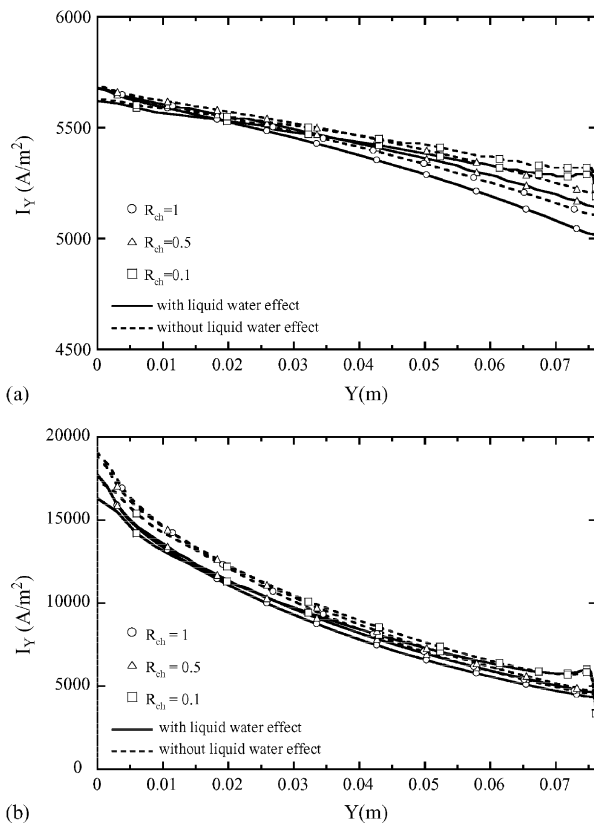 6000
5500
5000
4500
I_Y (A/m²)
R_ch=1
R_ch=0.5
R_ch=0.1
with liquid water effect
without liquid water effect
0 0.01 0.02 0.03 0.04 0.05 0.06 0.07
(a) Y(m)
20000
15000
10000
5000
0
I_Y (A/m²)
R_ch = 1
R_ch = 0.5
R_ch = 0.1
with liquid water effect
without liquid water effect
0 0.01 0.02 0.03 0.04 0.05 0.06 0.07
(b) Y(m)